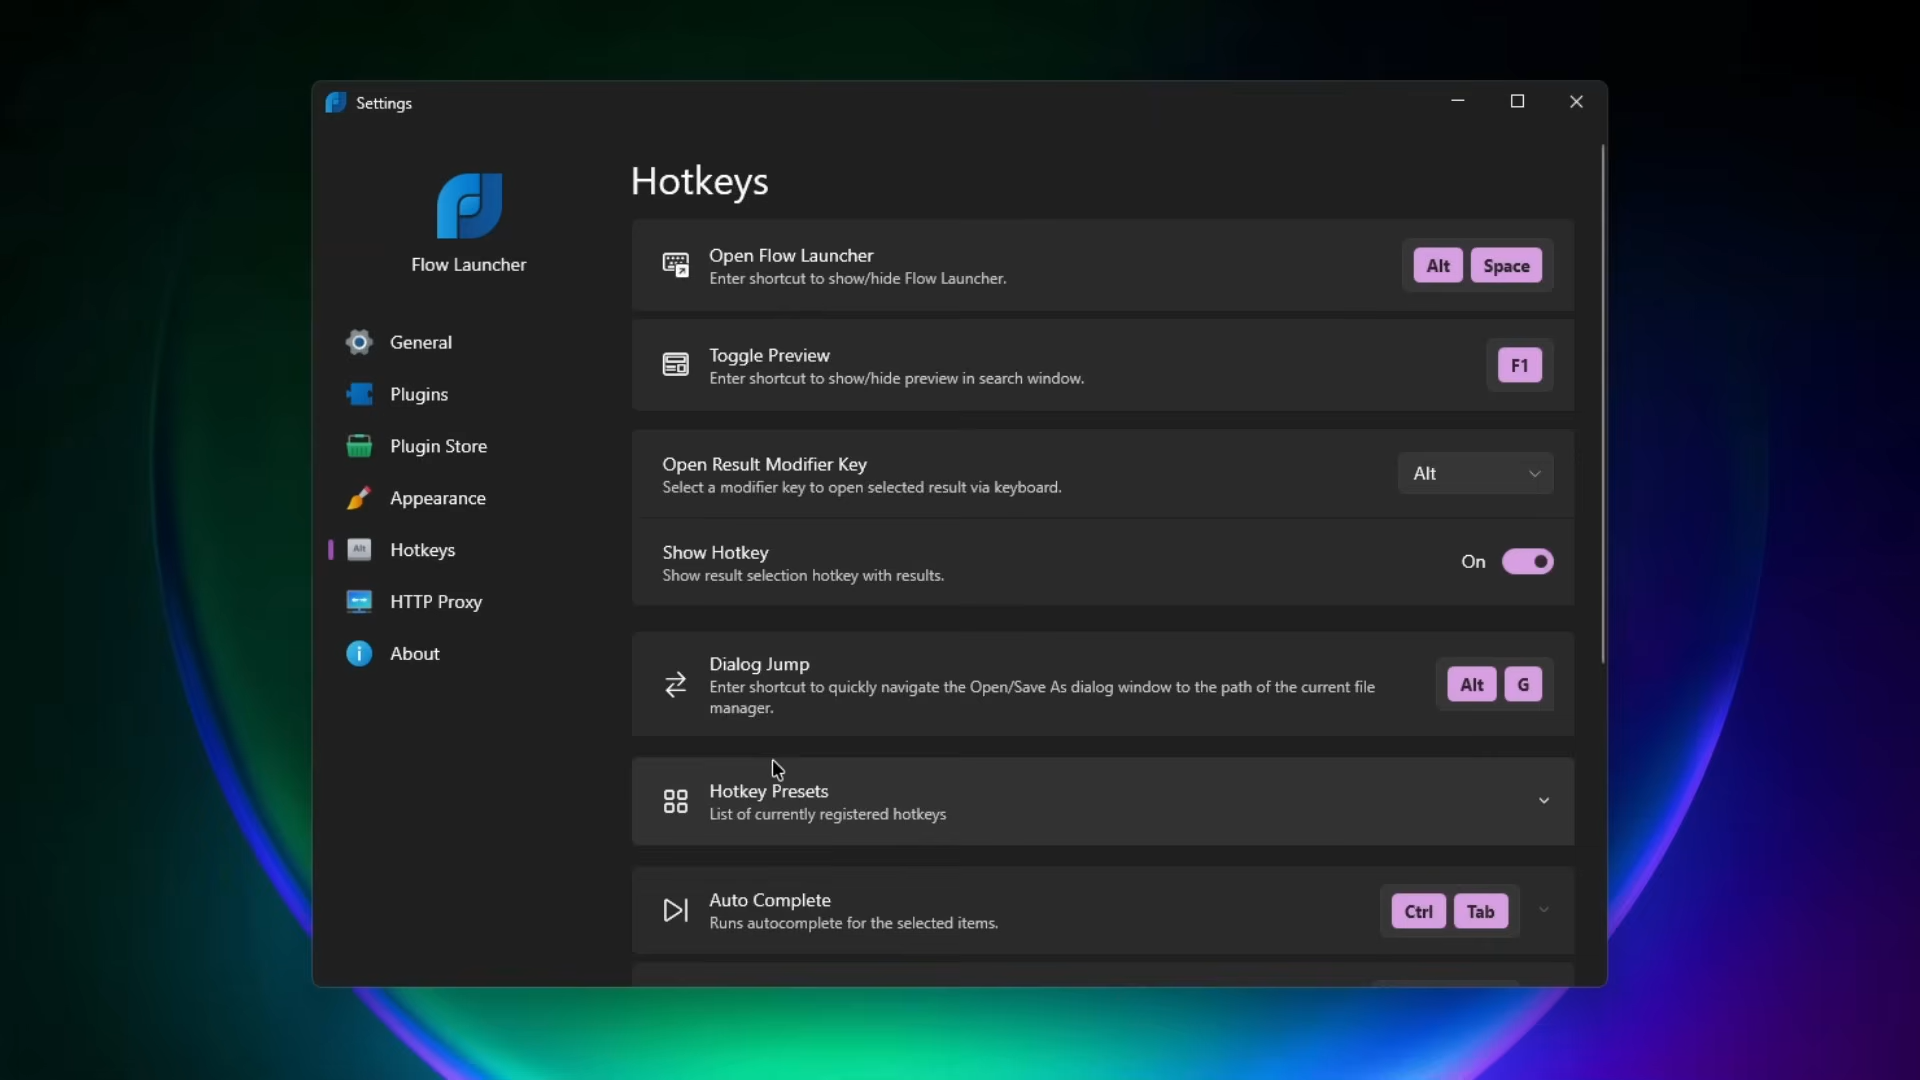 Settings
Flow Launcher
General
Plugins
Plugin Store
Appearance
Alt
Hotkeys
HTTP Proxy
About
Hotkeys
Open Flow Launcher
Enter shortcut to show/hide Flow Launcher.
Alt Space
Toggle Preview
Enter shortcut to show/hide preview in search window.
F1
Open Result Modifier Key
Select a modifier key to open selected result via keyboard.
Alt
Show Hotkey
Show result selection hotkey with results.
On
Dialog Jump
Enter shortcut to quickly navigate the Open/Save As dialog window to the path of the current file
manager.
Alt G
Hotkey Presets
List of currently registered hotkeys
Auto Complete
Runs autocomplete for the selected items.
Ctrl Tab